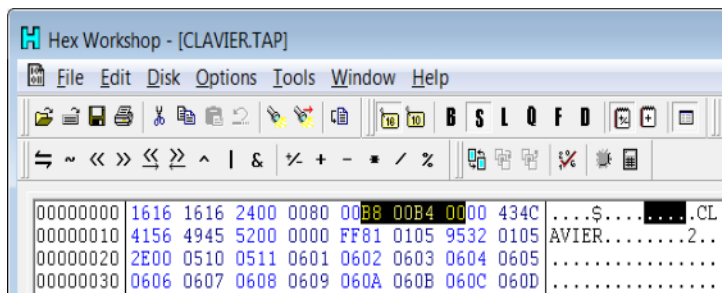 Hex Workshop - [CLAVIER.TAP]
File Edit Disk Options Tools Window Help
B S L Q F D
~ « » ^ | & +/- + - * / %
00000000 1616 1616 2400 0080 00B8 00B4 0000 434C ....$.........CL
00000010 4156 4945 5200 0000 FF81 0105 9532 0105 AVIER........2..
00000020 2E00 0510 0511 0601 0602 0603 0604 0605 ................
00000030 0606 0607 0608 0609 060A 060B 060C 060D ................